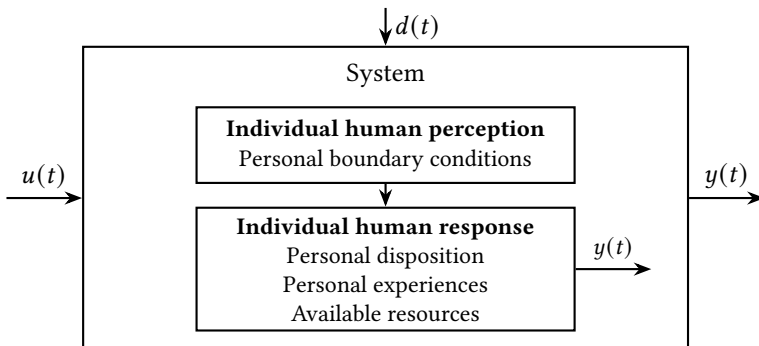 d(t)
System
Individual human perception
Personal boundary conditions
u(t)
y(t)
Individual human response
Personal disposition
y(t)
Personal experiences
Available resources